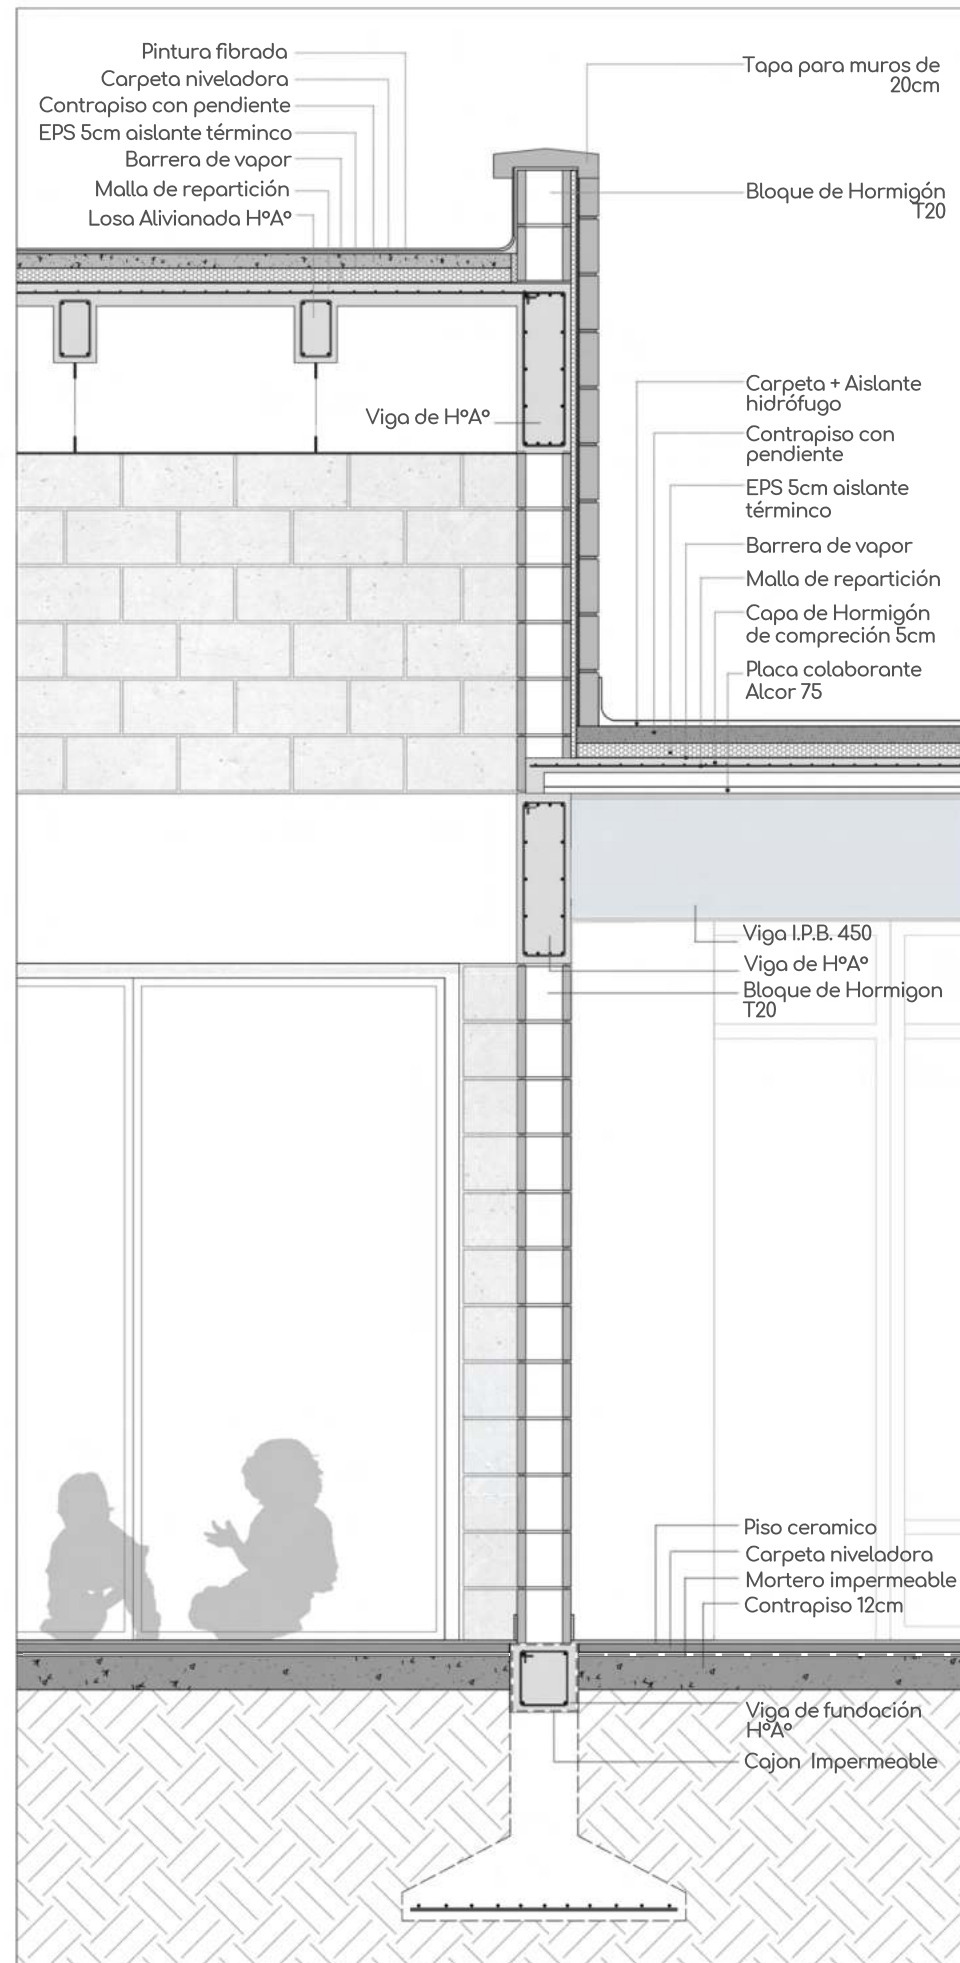 Pintura fibrada
Carpeta niveladora
Contrapiso con pendiente
EPS 5cm aislante términco
Barrera de vapor
Malla de repartición
Losa Alivianada HºAº
Tapa para muros de
20cm
Bloque de Hormigón
T20
Viga de HºAº
Carpeta + Aislante
hidrófugo
Contrapiso con
pendiente
EPS 5cm aislante
términco
Barrera de vapor
Malla de repartición
Capa de Hormigón
de compreción 5cm
Placa colaborante
Alcor 75
Viga I.P.B. 450
Viga de HºAº
Bloque de Hormigon
T20
Piso ceramico
Carpeta niveladora
Mortero impermeable
Contrapiso 12cm
Viga de fundación
HºAº
Cajon Impermeable